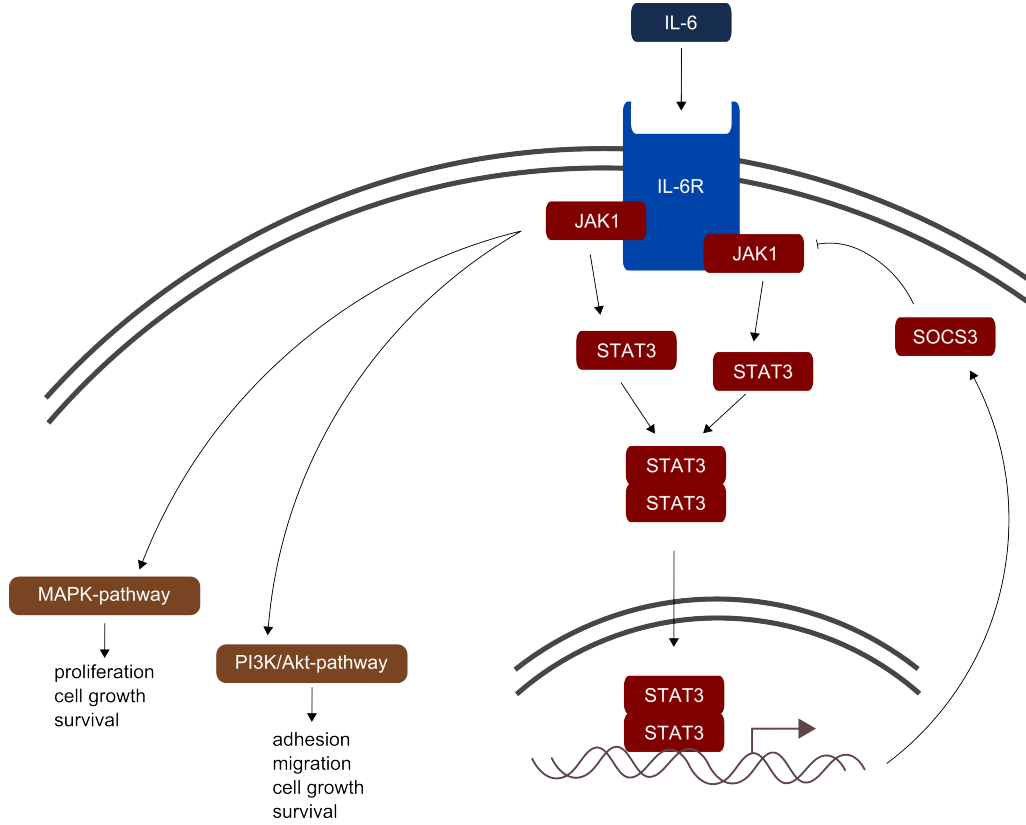 IL-6
IL-6R
JAK1
JAK1
SOCS3
STAT3
STAT3
STAT3
STAT3
MAPK-pathway
proliferation
cell growth
survival
PI3K/Akt-pathway
adhesion
migration
cell growth
survival
STAT3
STAT3